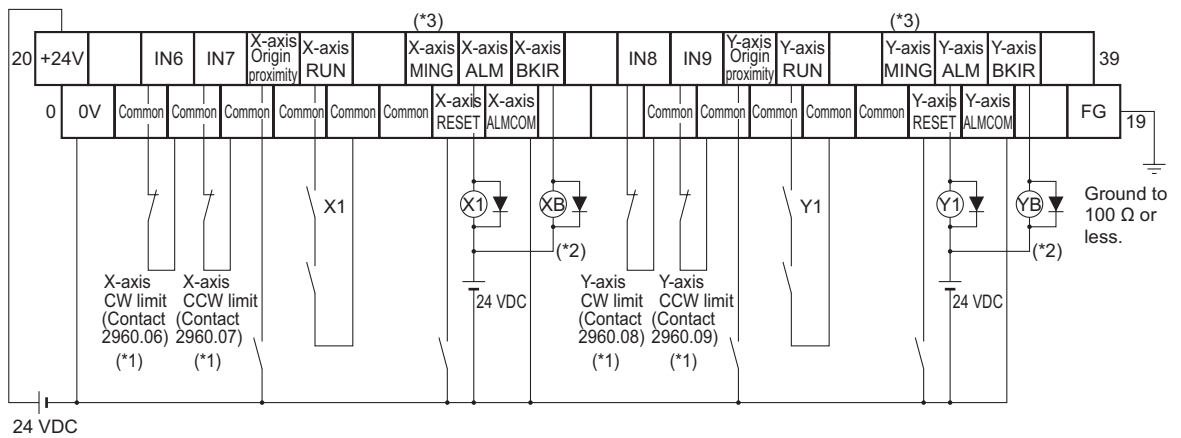 (*3) (*3)
20 +24V IN6 IN7 X-axis Origin proximity X-axis RUN X-axis MING X-axis ALM X-axis BKIR IN8 IN9 Y-axis Origin proximity Y-axis RUN Y-axis MING Y-axis ALM Y-axis BKIR 39
0 0V Common Common Common Common Common Common X-axis RESET X-axis ALMCOM Common Common Common Common Common Y-axis RESET Y-axis ALMCOM FG 19
X1 X1 XB Y1 Y1 YB
Ground to
100 Ω or
less.
(*2) (*2)
X-axis
CW limit
(Contact
2960.06)
(*1)
X-axis
CCW limit
(Contact
2960.07)
(*1)
24 VDC
Y-axis
CW limit
(Contact
2960.08)
(*1)
Y-axis
CCW limit
(Contact
2960.09)
(*1)
24 VDC
24 VDC